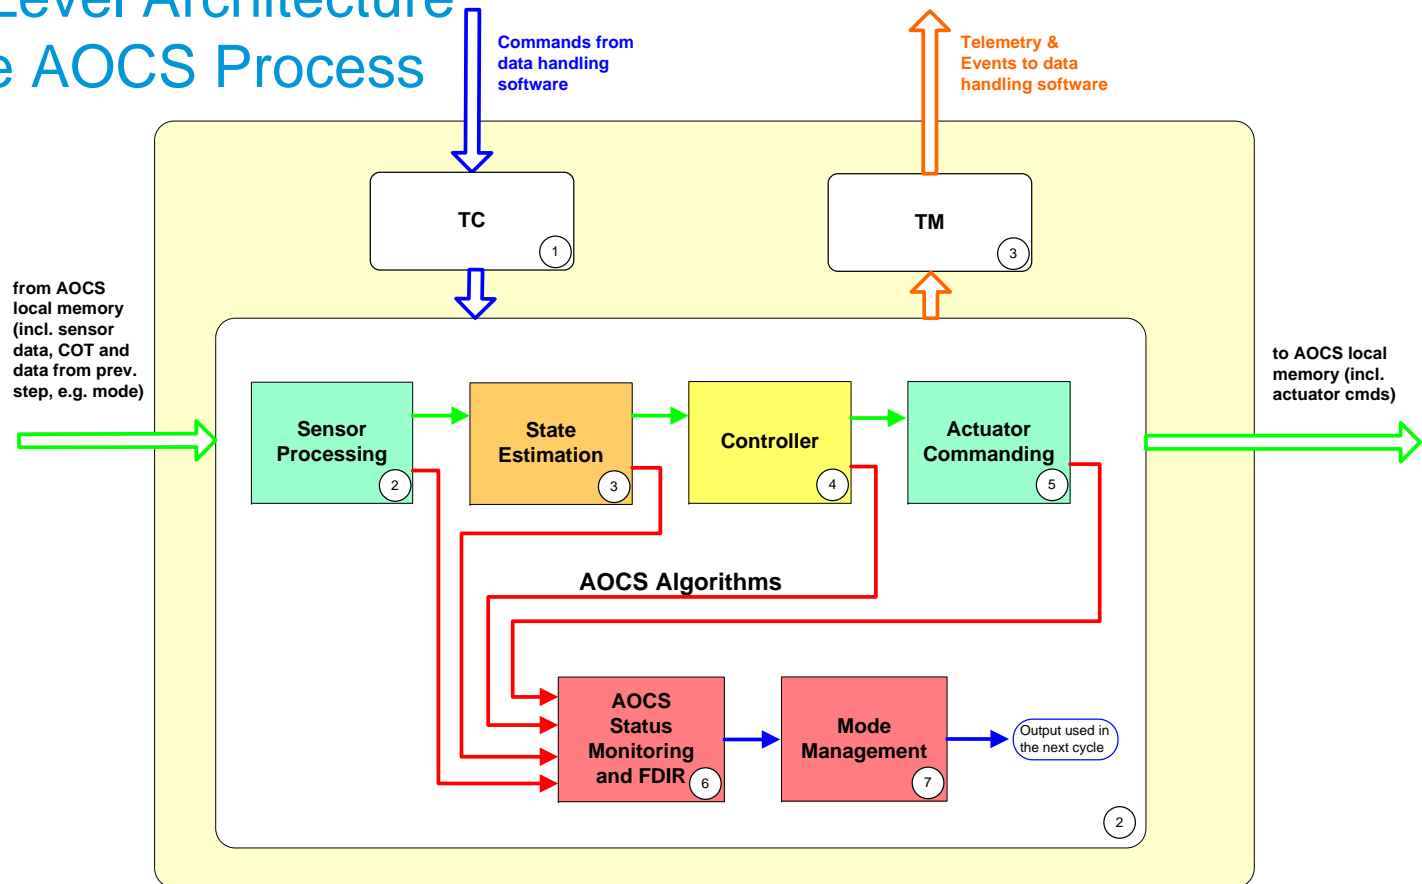 Level Architecture
e AOCS Process
Commands from
data handling
software
Telemetry &
Events to data
handling software
TC
1
TM
3
from AOCS
local memory
(incl. sensor
data, COT and
data from prev.
step, e.g. mode)
to AOCS local
memory (incl.
actuator cmds)
Sensor
Processing
2
State
Estimation
3
Controller
4
Actuator
Commanding
5
AOCS Algorithms
AOCS
Status
Monitoring
and FDIR
6
Mode
Management
7
Output used in
the next cycle
2